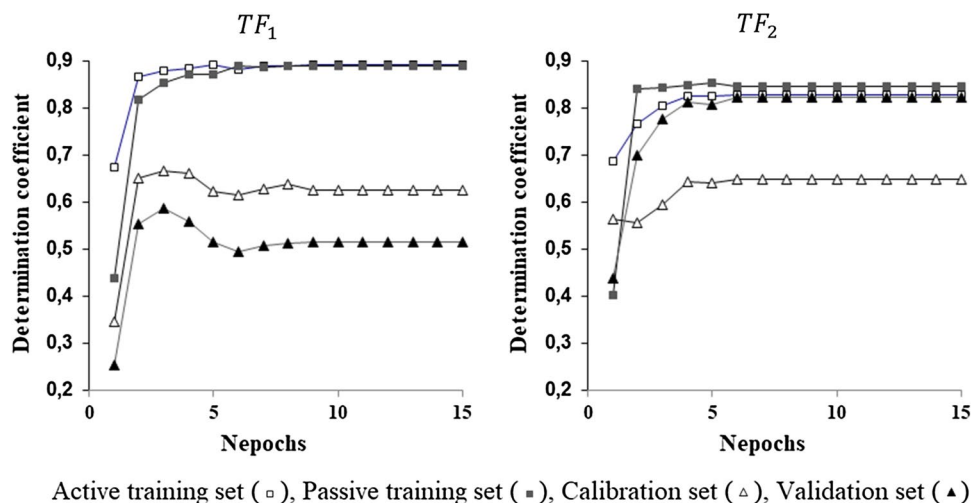 TF₁
0,9
0,8
0,7
0,6
0,5
0,4
0,3
0,2
Determination coefficient
0 5 10 15
Nepochs
TF₂
0,9
0,8
0,7
0,6
0,5
0,4
0,3
0,2
Determination coefficient
0 5 10 15
Nepochs
Active training set (□), Passive training set (■), Calibration set (△), Validation set (▲)